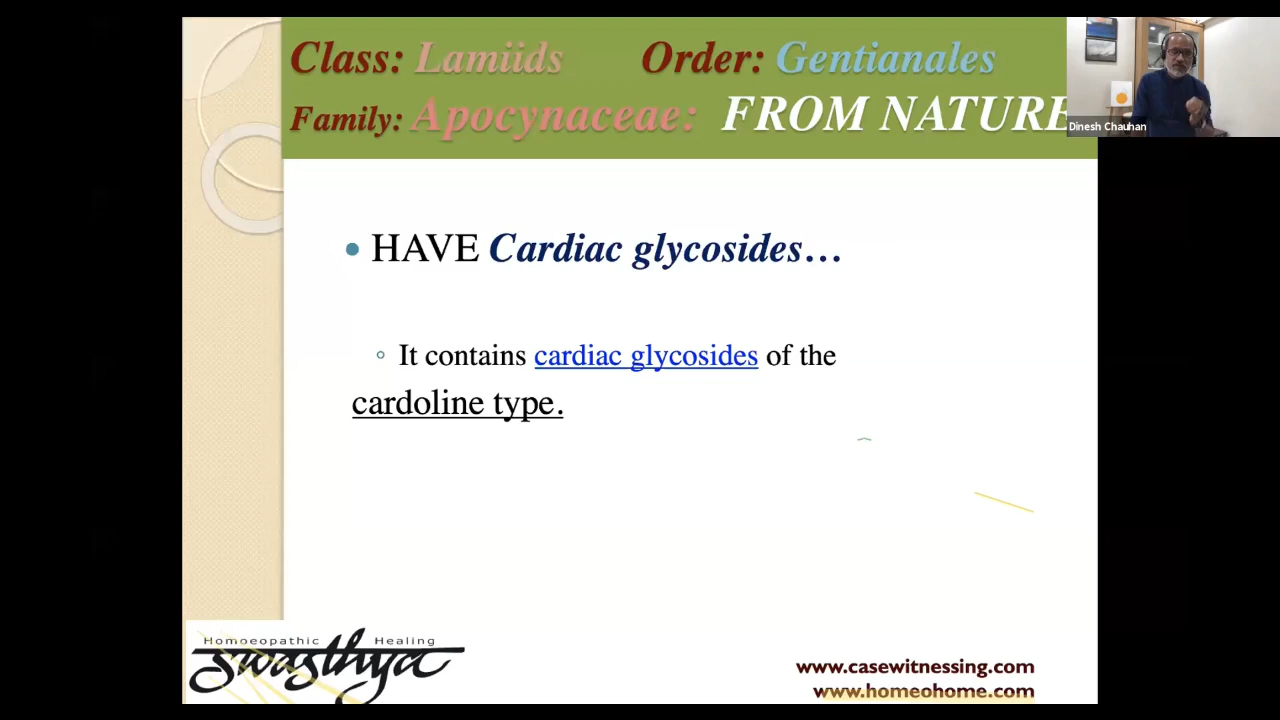 Class: Lamiids Order: Gentianales
Family: Apocynaceae: FROM NATURE
Dinesh Chauhan
• HAVE Cardiac glycosides…
◦ It contains cardiac glycosides of the
cardoline type.
Homoeopathic Healing
swasthya
www.casewitnessing.com
www.homeohome.com